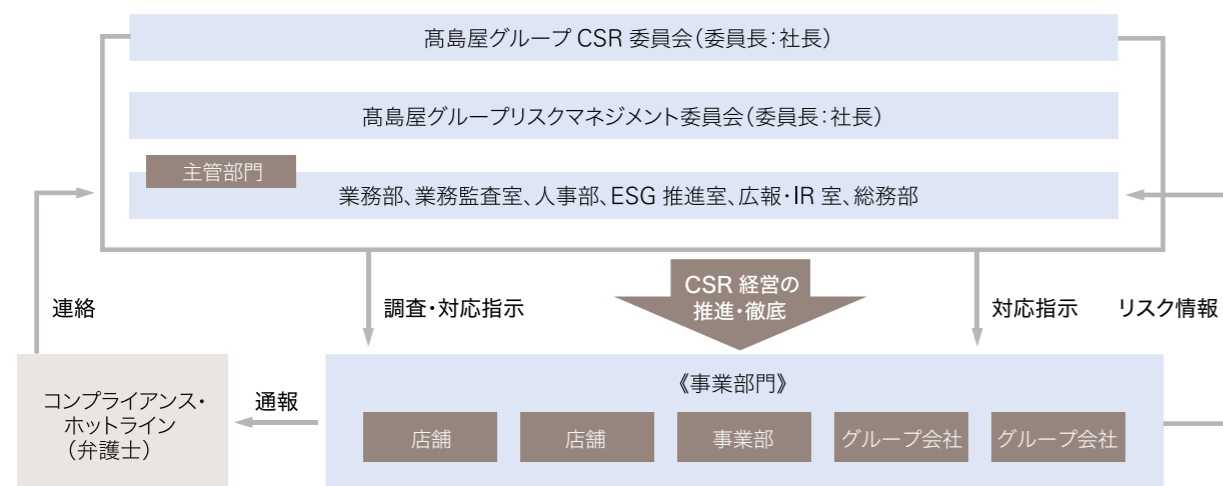 髙島屋グループ CSR 委員会（委員長：社長）
髙島屋グループリスクマネジメント委員会（委員長：社長）
主管部門
業務部、業務監査室、人事部、ESG 推進室、広報・IR 室、総務部
連絡
調査・対応指示
CSR 経営の
推進・徹底
対応指示
リスク情報
コンプライアンス・
ホットライン
（弁護士）
通報
《事業部門》
店舗
店舗
事業部
グループ会社
グループ会社